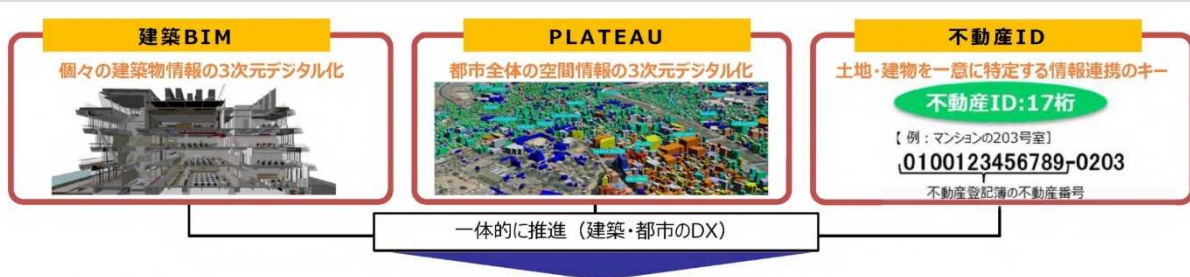 建築BIM
個々の建築物情報の3次元デジタル化
PLATEAU
都市全体の空間情報の3次元デジタル化
不動産ID
土地・建物を一意に特定する情報連携のキー
不動産ID:17桁
【 例：マンションの203号室】
0100123456789-0203
不動産登記簿の不動産番号
一体的に推進（建築・都市のDX）